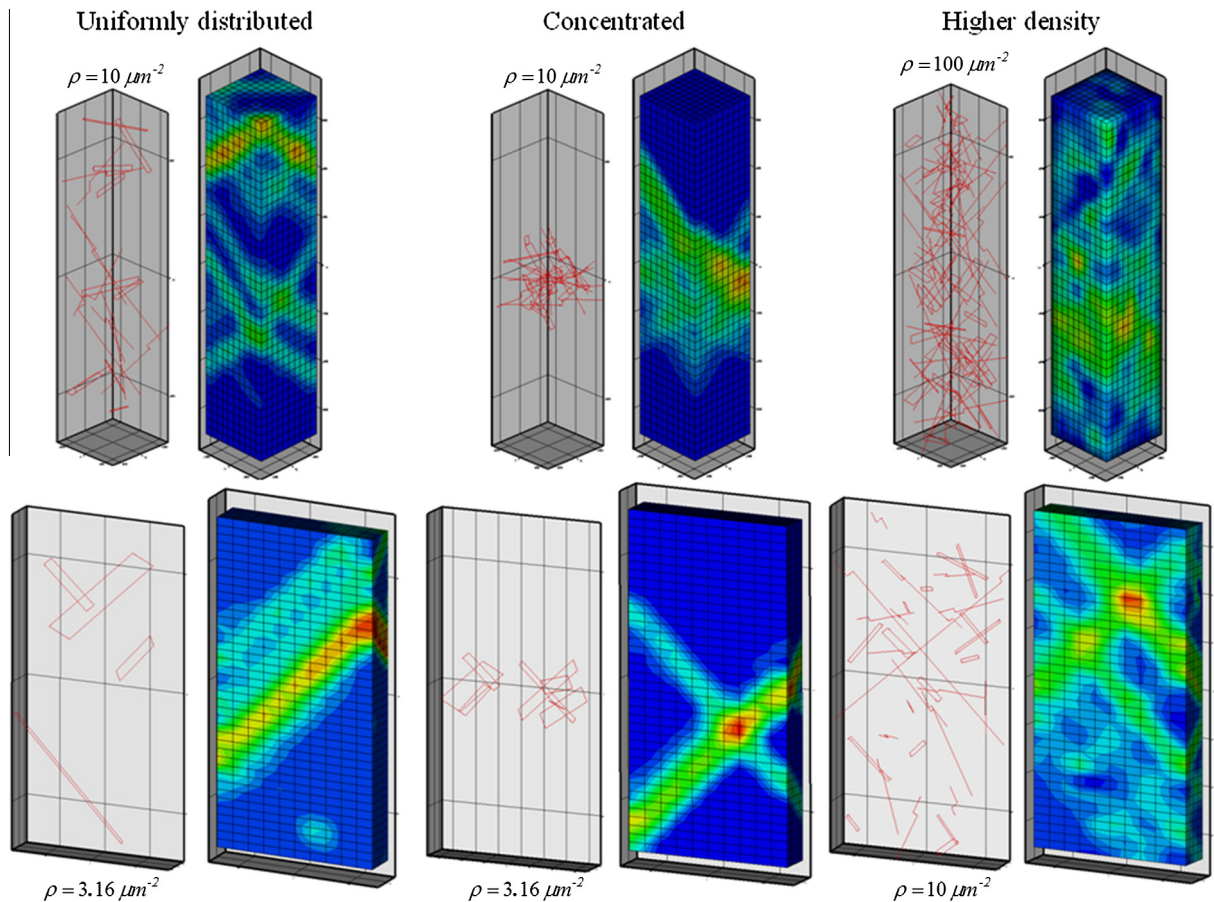 Uniformly distributed
Concentrated
Higher density
ρ = 10 μm⁻²
ρ = 10 μm⁻²
ρ = 100 μm⁻²
ρ = 3.16 μm⁻²
ρ = 3.16 μm⁻²
ρ = 10 μm⁻²